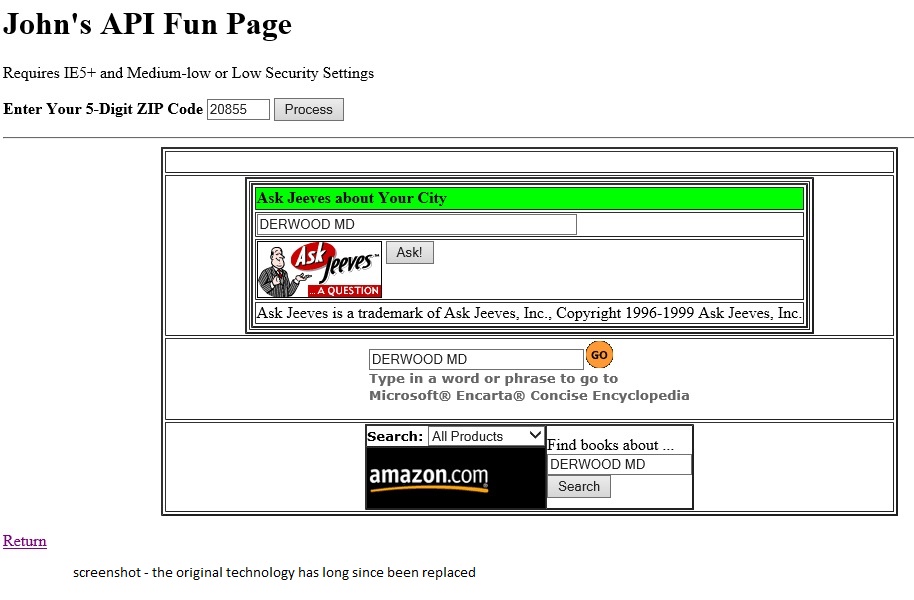 John's API Fun Page
Requires IE5+ and Medium-low or Low Security Settings
Enter Your 5-Digit ZIP Code 20855 Process
Ask Jeeves about Your City
DERWOOD MD
Ask Jeeves™ ...A QUESTION Ask!
Ask Jeeves is a trademark of Ask Jeeves, Inc., Copyright 1996-1999 Ask Jeeves, Inc.
DERWOOD MD GO
Type in a word or phrase to go to
Microsoft® Encarta® Concise Encyclopedia
Search: All Products
amazon.com
Find books about ...
DERWOOD MD
Search
Return
screenshot - the original technology has long since been replaced